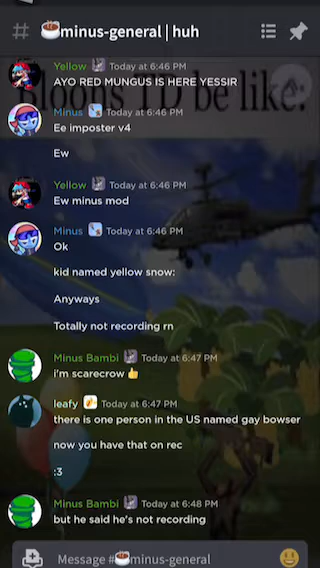 # ☕minus-general | huh
Yellow Today at 6:46 PM
AYO RED MUNGUS IS HERE YESSIR
Minus Today at 6:46 PM
Ee imposter v4
Ew
Yellow Today at 6:46 PM
Ew minus mod
Minus Today at 6:46 PM
Ok
kid named yellow snow:
Anyways
Totally not recording rn
Minus Bambi Today at 6:47 PM
i'm scarecrow 👍
leafy Today at 6:47 PM
there is one person in the US named gay bowser
now you have that on rec
:3
Minus Bambi Today at 6:48 PM
but he said he's not recording
Message #☕minus-general
be like.